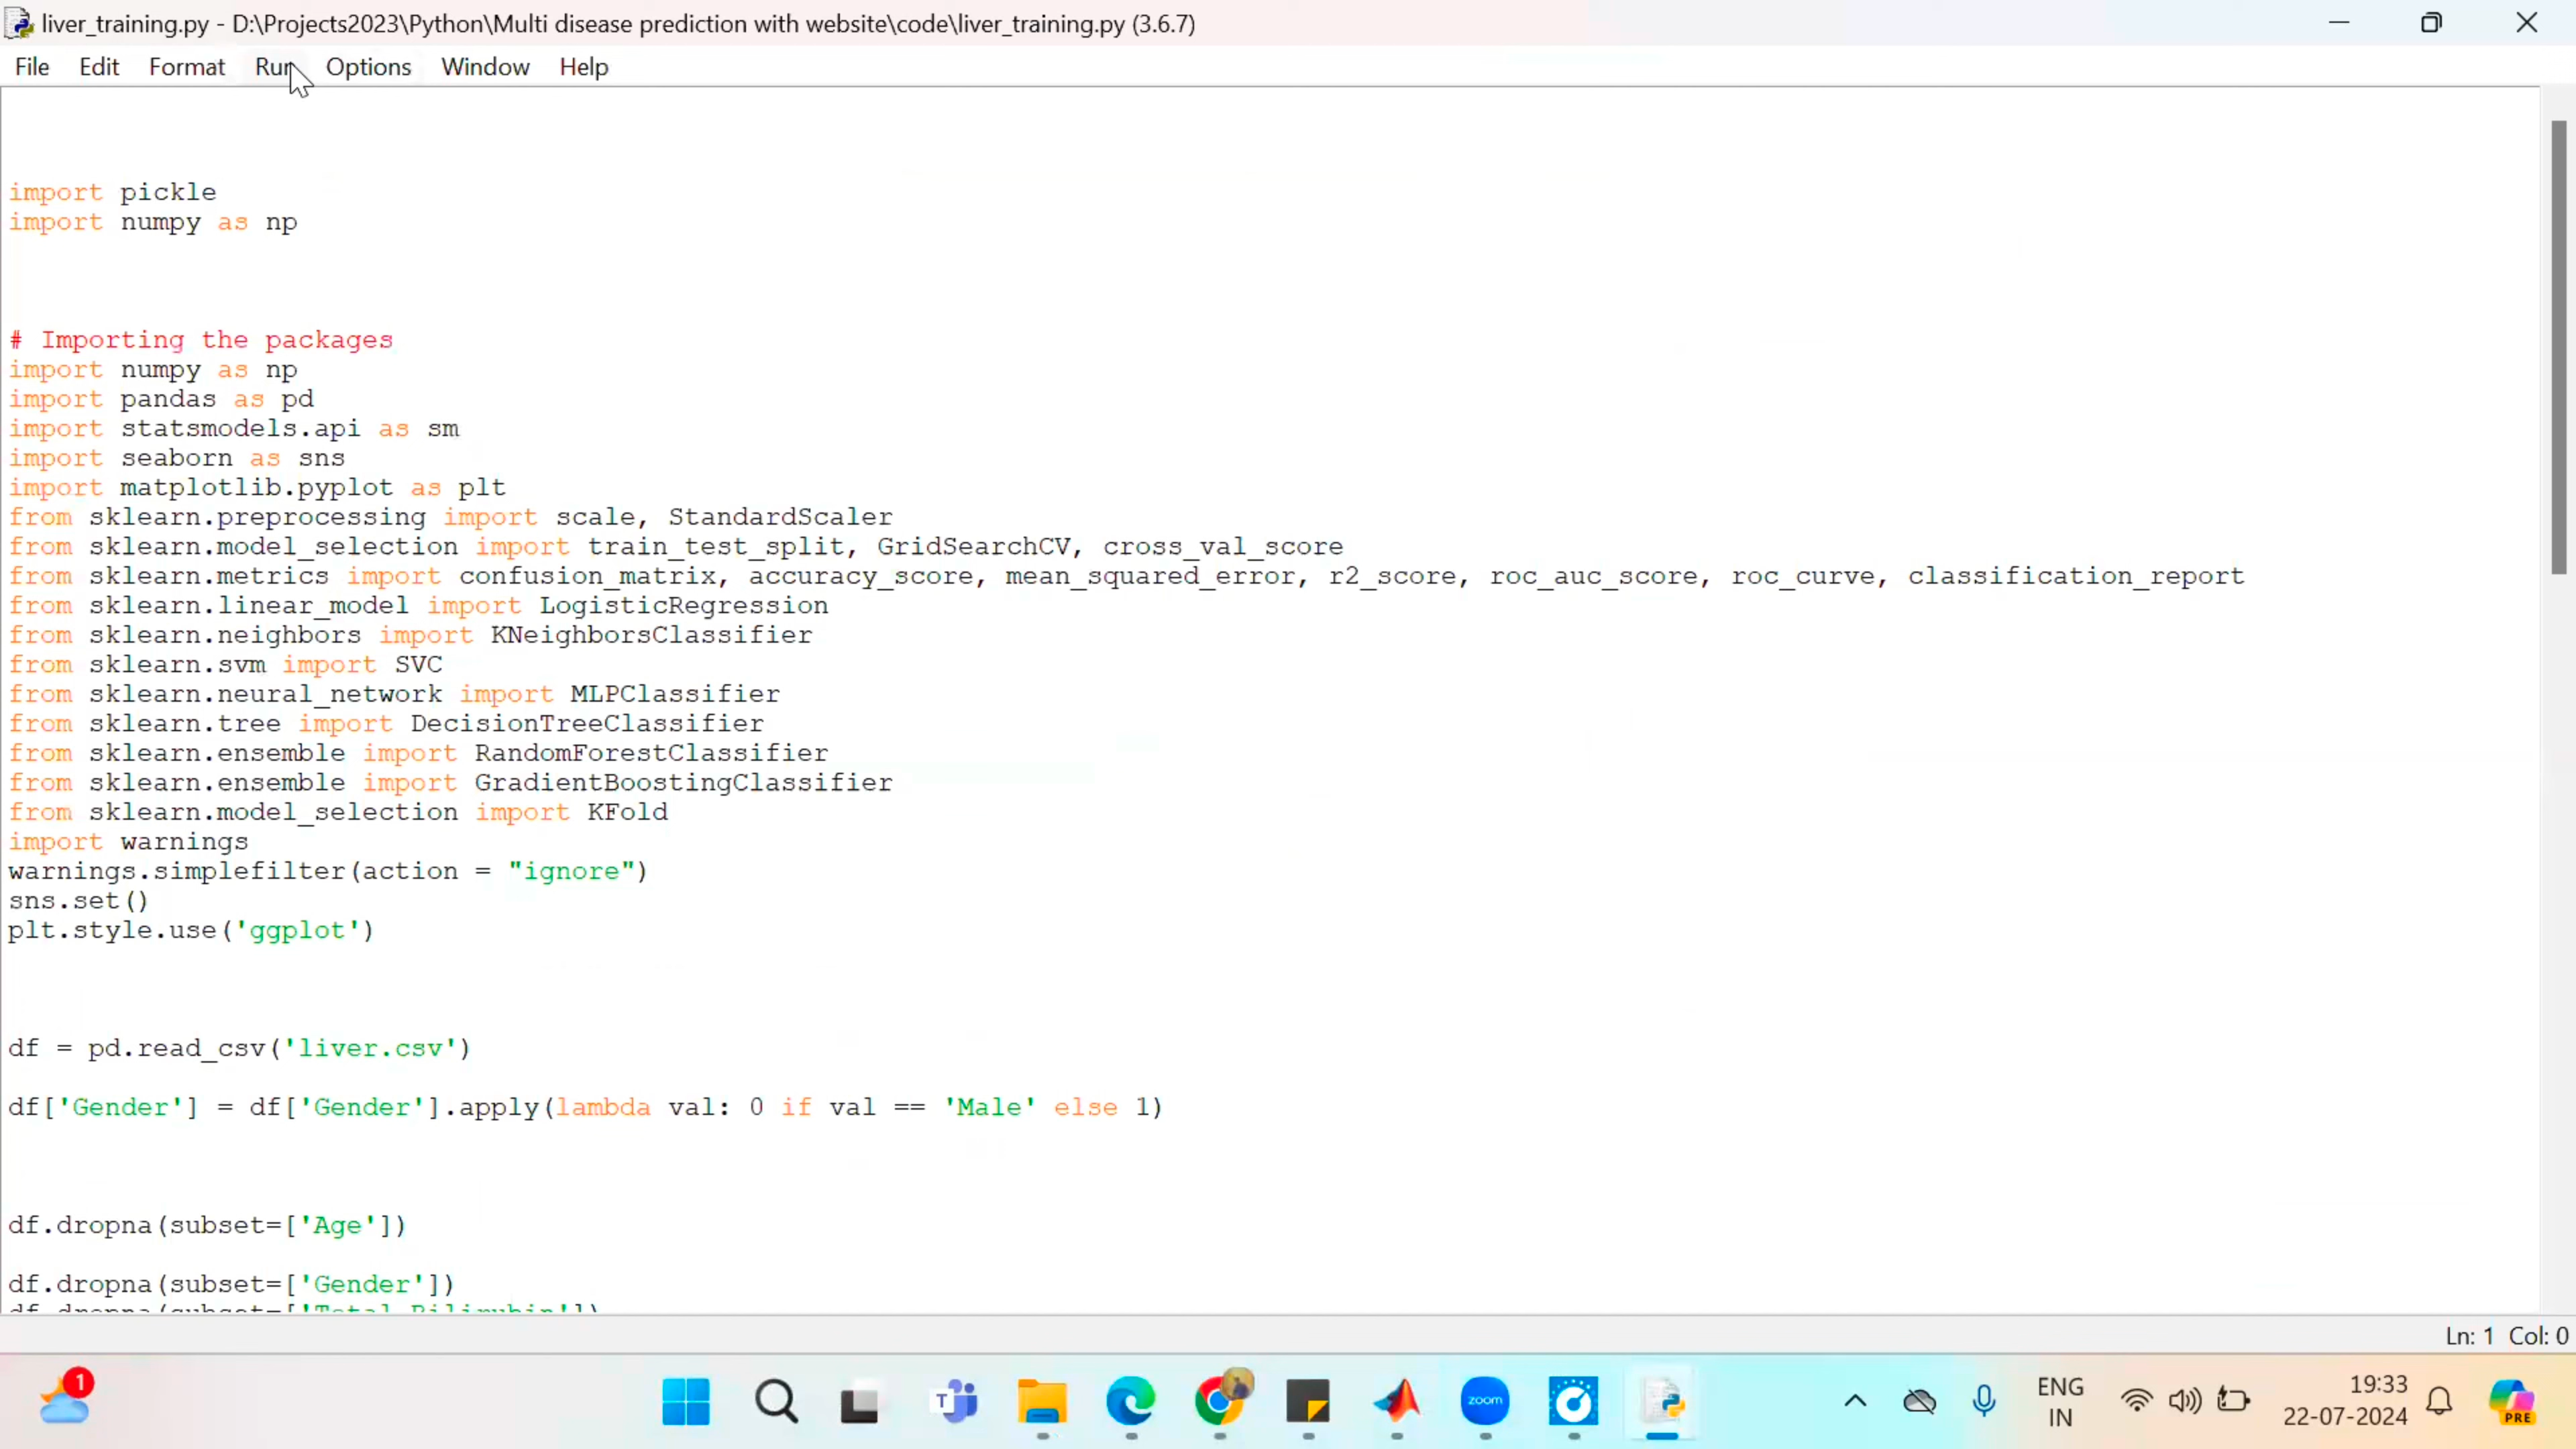 liver_training.py - D:\Projects2023\Python\Multi disease prediction with website\code\liver_training.py (3.6.7)
File Edit Format Run Options Window Help
import pickle
import numpy as np
# Importing the packages
import numpy as np
import pandas as pd
import statsmodels.api as sm
import seaborn as sns
import matplotlib.pyplot as plt
from sklearn.preprocessing import scale, StandardScaler
from sklearn.model_selection import train_test_split, GridSearchCV, cross_val_score
from sklearn.metrics import confusion_matrix, accuracy_score, mean_squared_error, r2_score, roc_auc_score, roc_curve, classification_report
from sklearn.linear_model import LogisticRegression
from sklearn.neighbors import KNeighborsClassifier
from sklearn.svm import SVC
from sklearn.neural_network import MLPClassifier
from sklearn.tree import DecisionTreeClassifier
from sklearn.ensemble import RandomForestClassifier
from sklearn.ensemble import GradientBoostingClassifier
from sklearn.model_selection import KFold
import warnings
warnings.simplefilter(action = "ignore")
sns.set()
plt.style.use('ggplot')
df = pd.read_csv('liver.csv')
df['Gender'] = df['Gender'].apply(lambda val: 0 if val == 'Male' else 1)
df.dropna(subset=['Age'])
df.dropna(subset=['Gender'])
df.dropna(subset=['Total_Bilirubin'])
Ln: 1 Col: 0
1
T
zoom
ENG
IN
19:33
22-07-2024
PRE